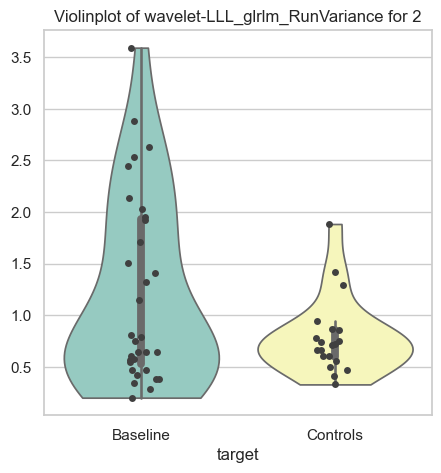 Violinplot of wavelet-LLL_glrlm_RunVariance for 2
3.5
3.0
2.5
2.0
1.5
1.0
0.5
Baseline
Controls
target